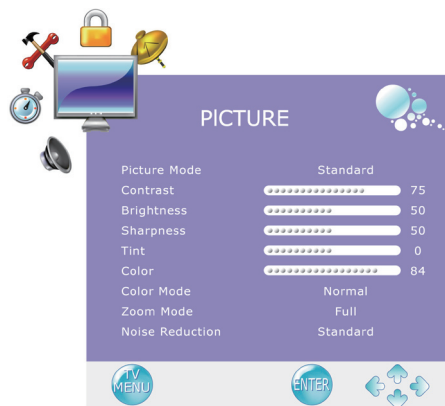 PICTURE
Picture Mode Standard
Contrast 75
Brightness 50
Sharpness 50
Tint 0
Color 84
Color Mode Normal
Zoom Mode Full
Noise Reduction Standard
TV
MENU
ENTER